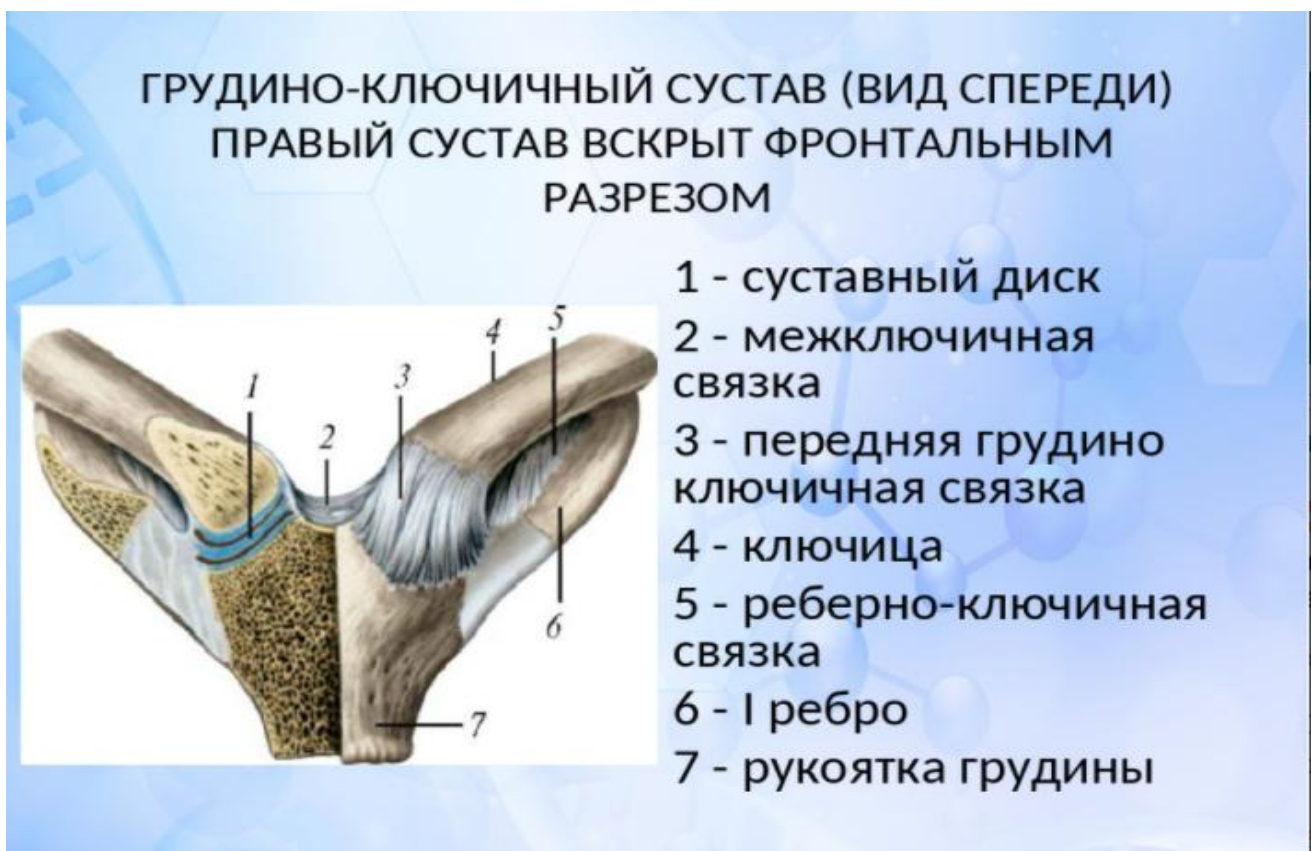 ГРУДИНО-КЛЮЧИЧНЫЙ СУСТАВ (ВИД СПЕРЕДИ)
ПРАВЫЙ СУСТАВ ВСКРЫТ ФРОНТАЛЬНЫМ
РАЗРЕЗОМ
1 - суставный диск
2 - межключичная
связка
3 - передняя грудино
ключичная связка
4 - ключица
5 - реберно-ключичная
связка
6 - I ребро
7 - рукоятка грудины
1
2
3
4
5
6
7